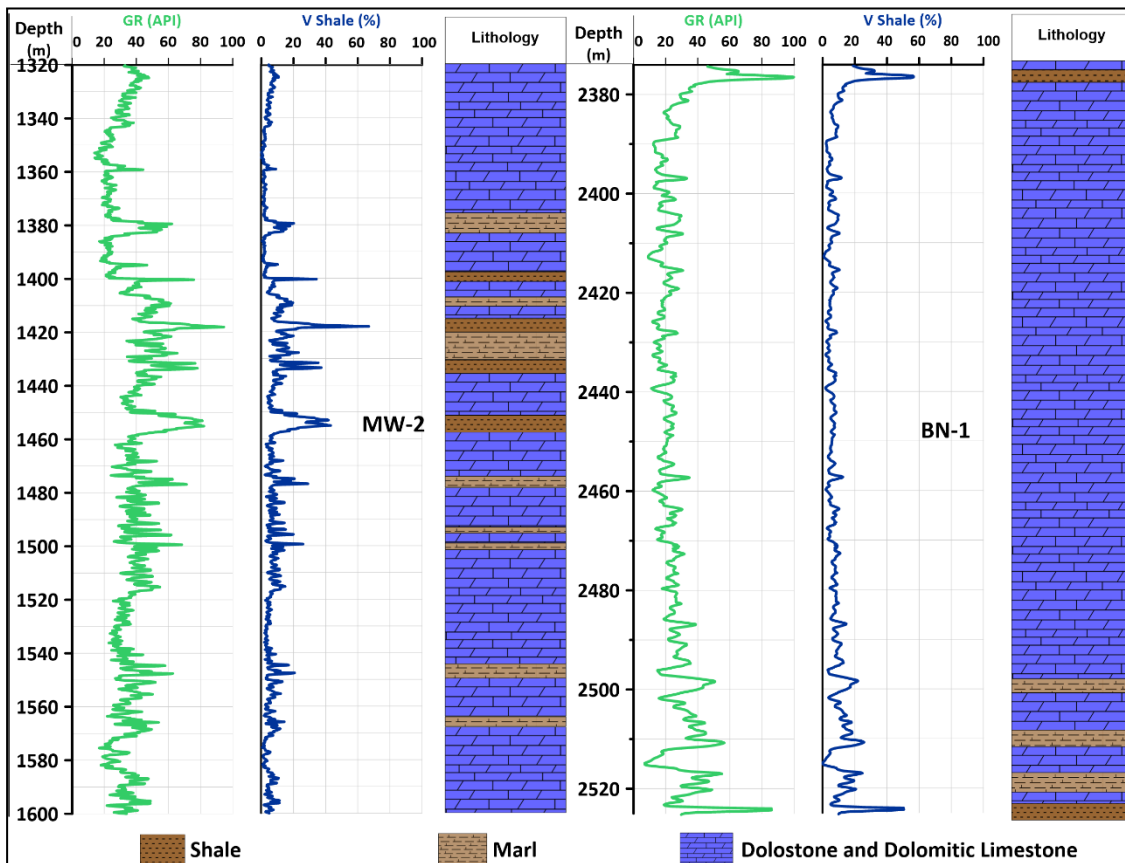 Depth
(m)
GR (API)
0 20 40 60 80 100
V Shale (%)
0 20 40 60 80 100
Lithology
1320
1340
1360
1380
1400
1420
1440
1460
1480
1500
1520
1540
1560
1580
1600
MW-2
Depth
(m)
GR (API)
0 20 40 60 80 100
V Shale (%)
0 20 40 60 80 100
Lithology
2380
2400
2420
2440
2460
2480
2500
2520
BN-1
Shale
Marl
Dolostone and Dolomitic Limestone